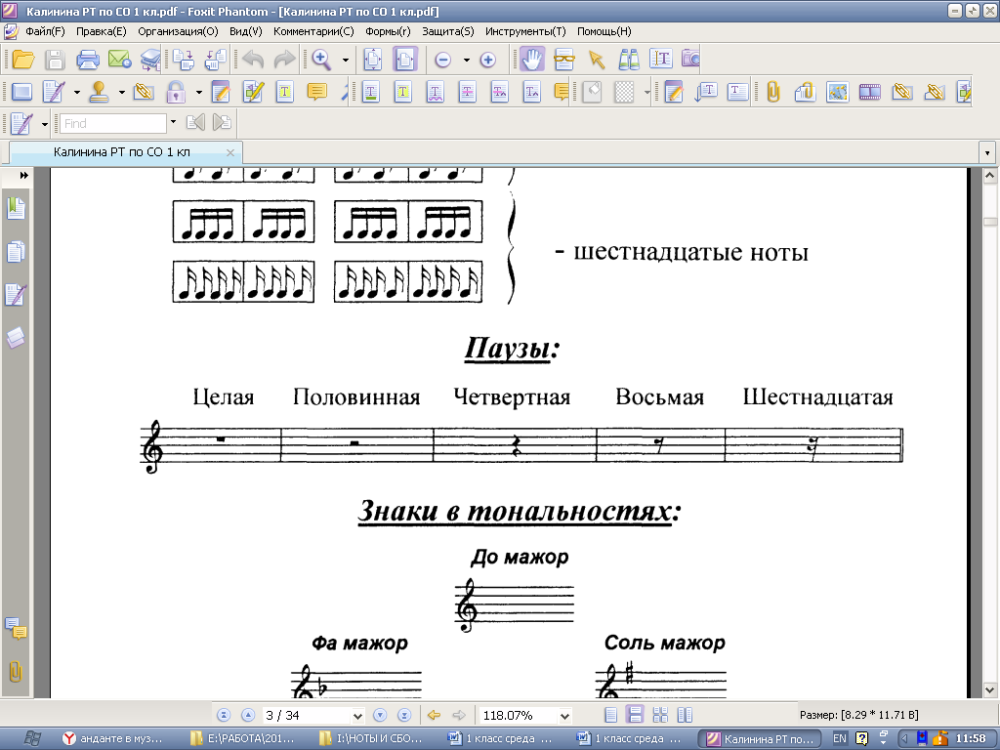 Калинина РТ по СО 1 кл.pdf - Foxit Phantom - [Калинина РТ по СО 1 кл.pdf]
Файл(F) Правка(E) Организация(O) Вид(V) Комментарии(C) Формы(r) Защита(S) Инструменты(T) Помощь(H)
Find
Калинина РТ по СО 1 кл
- шестнадцатые ноты
Паузы:
Целая Половинная Четвертная Восьмая Шестнадцатая
Знаки в тональностях:
До мажор
Фа мажор Соль мажор
3 / 34 118.07% Размер: [8.29 * 11.71 В]
анданте в муз... E:\РАБОТА\201... I:\НОТЫ И СБО... 1 класс среда ... 1 класс среда ... Калинина РТ по... EN 11:58